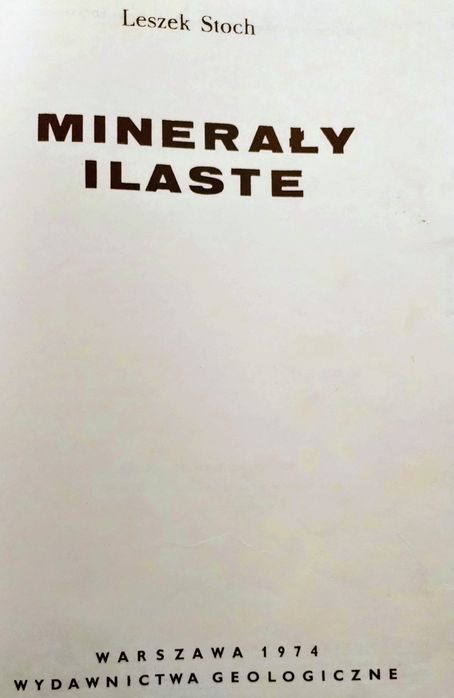 Leszek Stoch
MINERAŁY
ILASTE
WARSZAWA 1974
WYDAWNICTWA GEOLOGICZNE